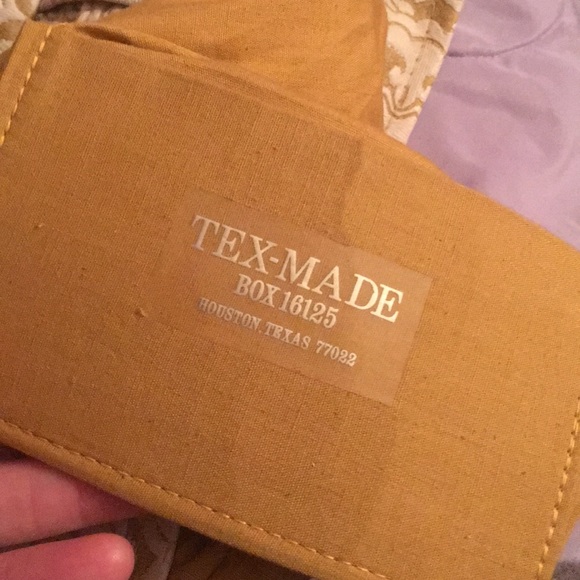 TEX-MADE
BOX 16125
HOUSTON, TEXAS 77022